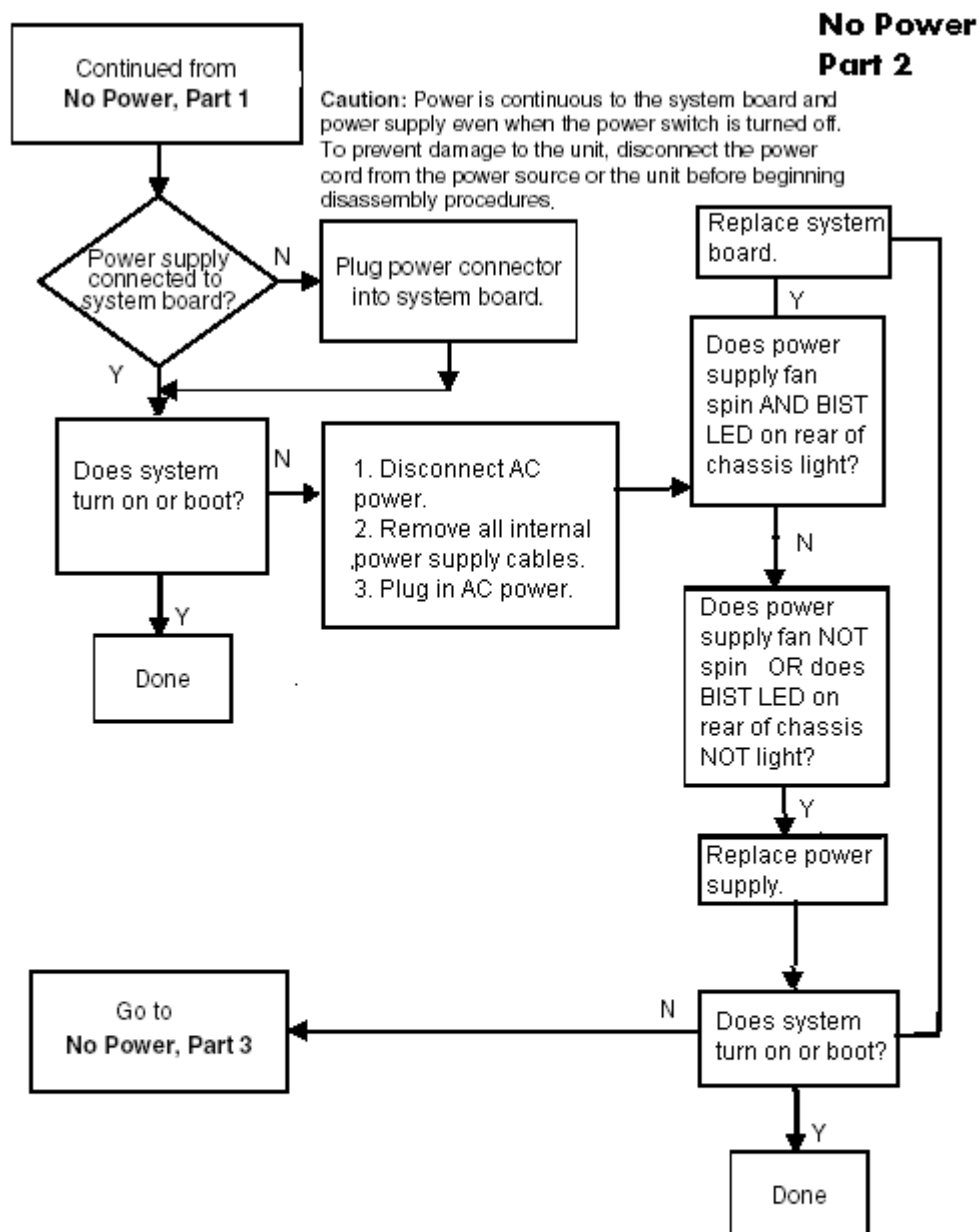 No Power
Part 2
Continued from
No Power, Part 1
Caution: Power is continuous to the system board and
power supply even when the power switch is turned off.
To prevent damage to the unit, disconnect the power
cord from the power source or the unit before beginning
disassembly procedures.
Power supply
connected to
system board?
N
Plug power connector
into system board.
Y
Does system
turn on or boot?
N
1. Disconnect AC
power.
2. Remove all internal
power supply cables.
3. Plug in AC power.
Y
Done
Replace system
board.
Y
Does power
supply fan
spin AND BIST
LED on rear of
chassis light?
N
Does power
supply fan NOT
spin OR does
BIST LED on
rear of chassis
NOT light?
Y
Replace power
supply.
Does system
turn on or boot?
N
Go to
No Power, Part 3
Y
Done